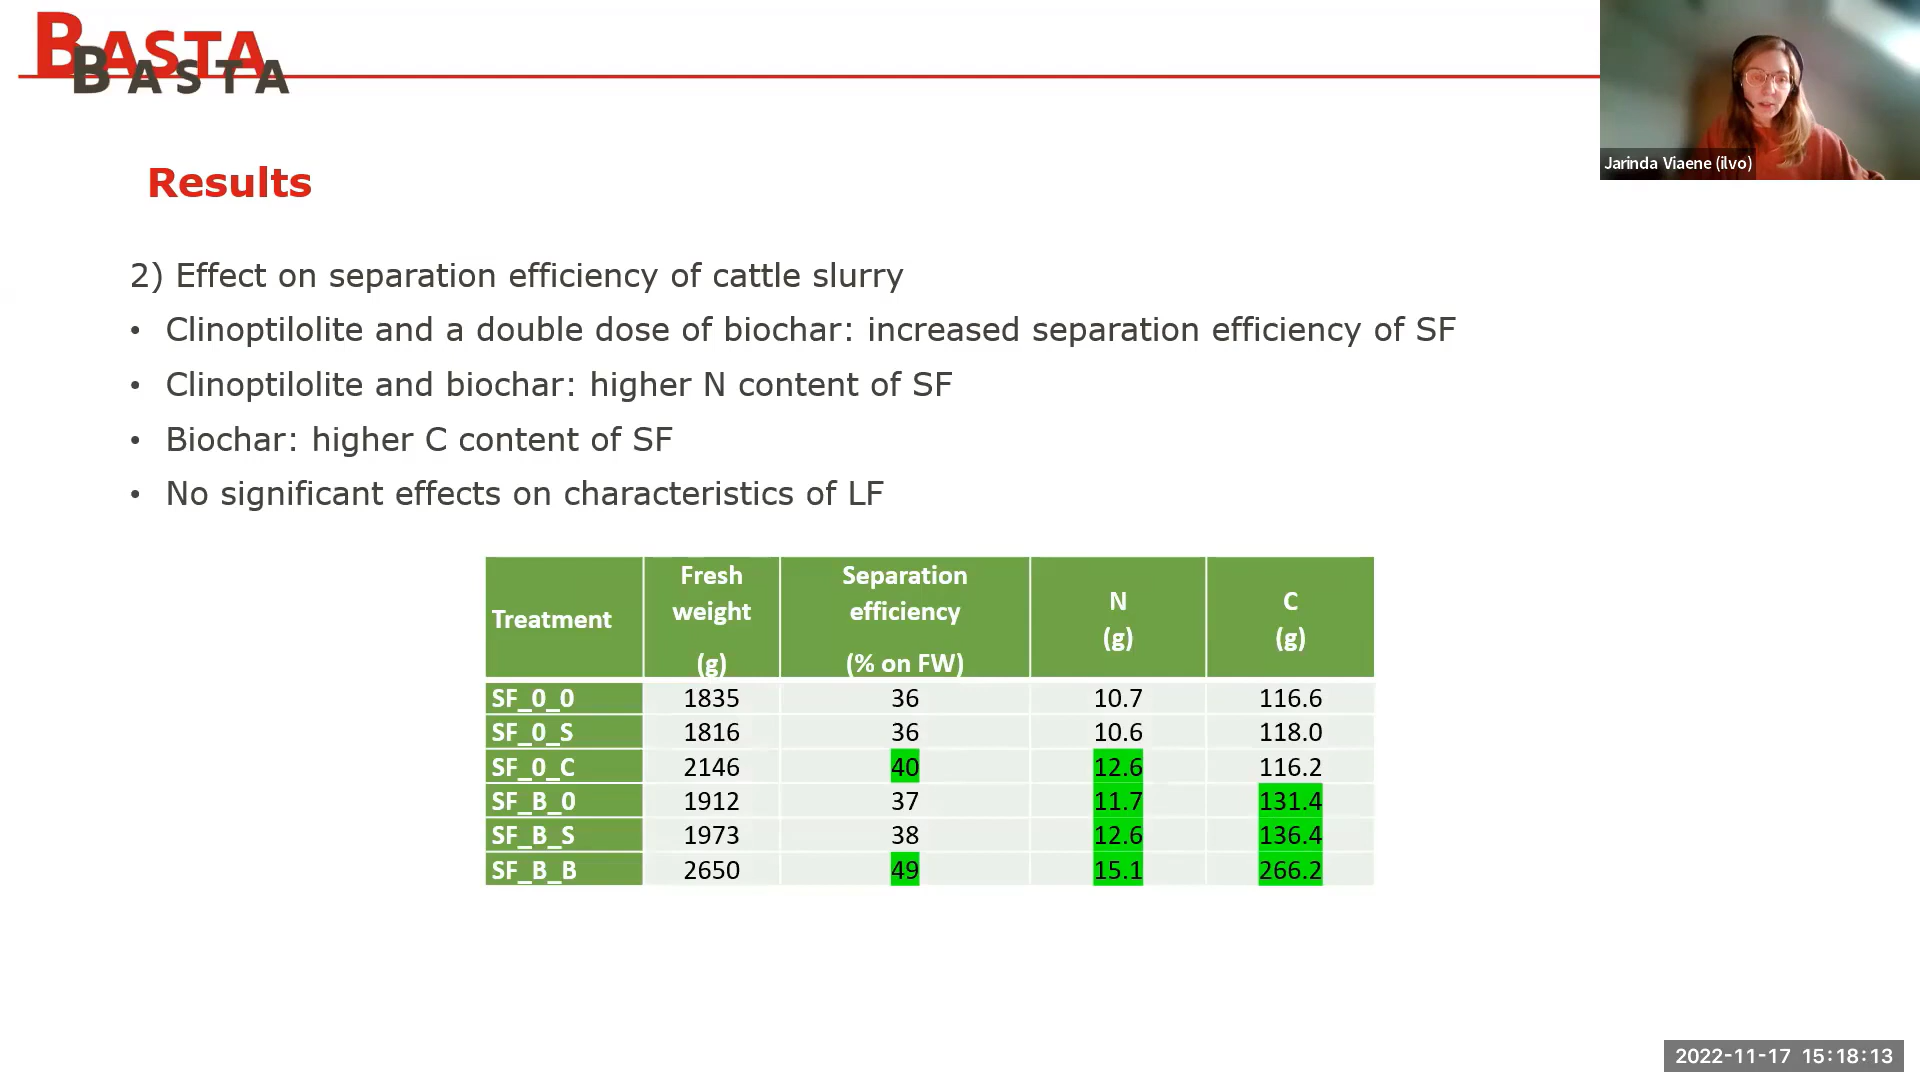 BASTA
BASTA
Jarinda Viaene (ilvo)
Results
2) Effect on separation efficiency of cattle slurry
• Clinoptilolite and a double dose of biochar: increased separation efficiency of SF
• Clinoptilolite and biochar: higher N content of SF
• Biochar: higher C content of SF
• No significant effects on characteristics of LF
Treatment Fresh weight (g) Separation efficiency (% on FW) N (g) C (g)
SF_0_0 1835 36 10.7 116.6
SF_0_S 1816 36 10.6 118.0
SF_0_C 2146 40 12.6 116.2
SF_B_0 1912 37 11.7 131.4
SF_B_S 1973 38 12.6 136.4
SF_B_B 2650 49 15.1 266.2
2022-11-17 15:18:13